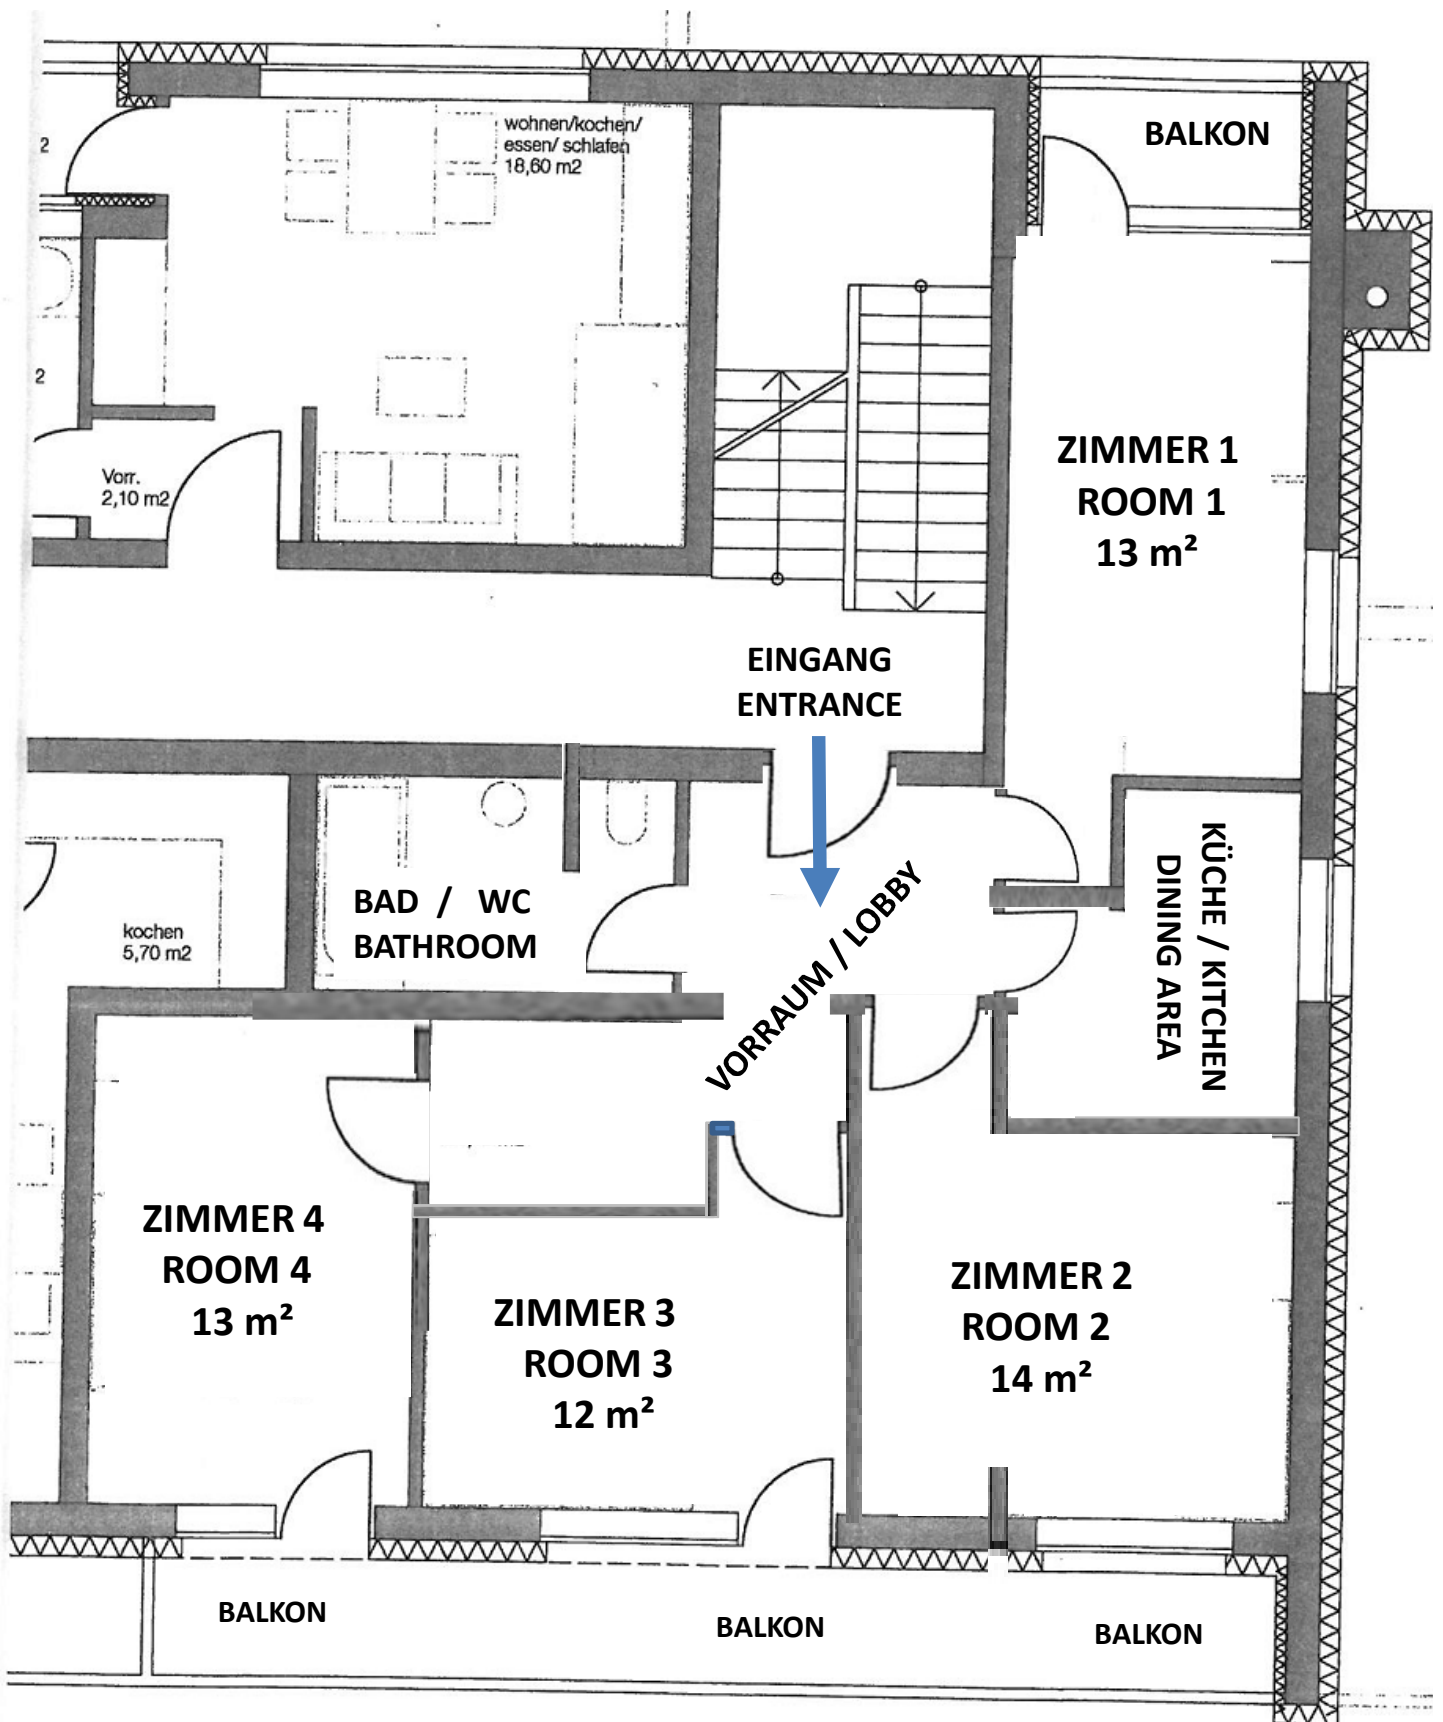 wohnen/kochen/
essen/ schlafen
18,60 m2
BALKON
2
2
ZIMMER 1
ROOM 1
13 m²
Vorr.
2,10 m2
EINGANG
ENTRANCE
KÜCHE / KITCHEN
DINING AREA
BAD / WC
BATHROOM
VORRAUM / LOBBY
kochen
5,70 m2
ZIMMER 4
ROOM 4
13 m²
ZIMMER 3
ROOM 3
12 m²
ZIMMER 2
ROOM 2
14 m²
BALKON
BALKON
BALKON